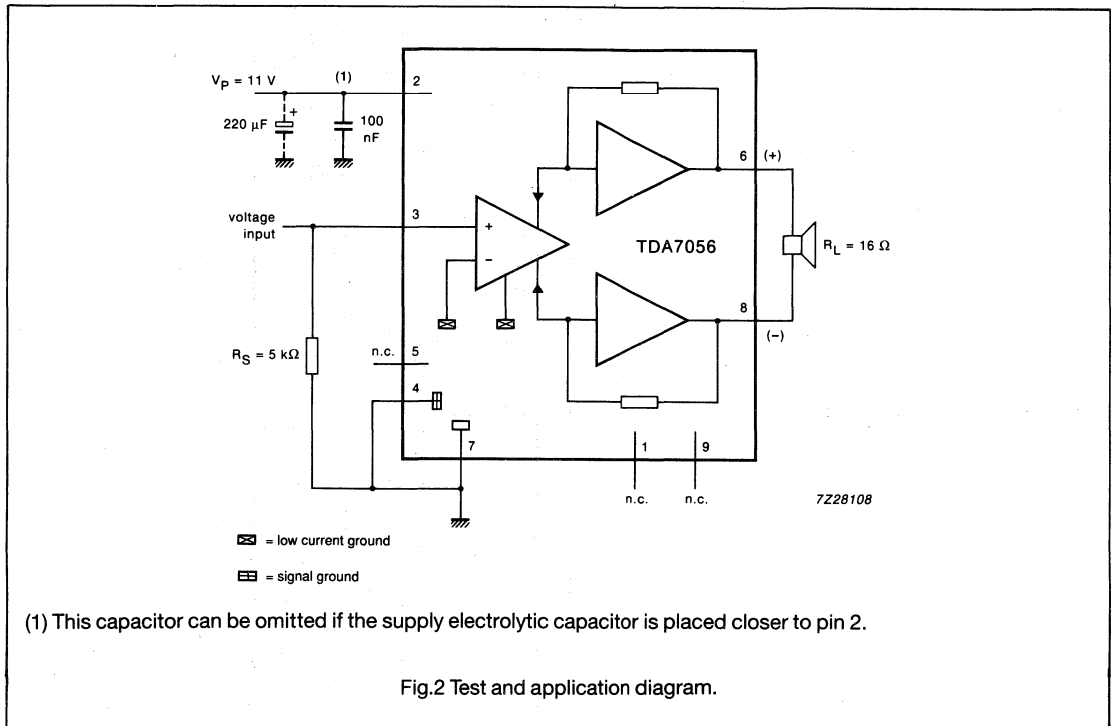 V_P = 11 V
(1)
2
220 µF
+
100
nF
6
(+)
voltage
input
3
+
−
TDA7056
R_L = 16 Ω
8
(−)
R_S = 5 kΩ
n.c.
5
4
7
1
9
n.c.
n.c.
7Z28108
= low current ground
= signal ground
(1) This capacitor can be omitted if the supply electrolytic capacitor is placed closer to pin 2.
Fig.2 Test and application diagram.